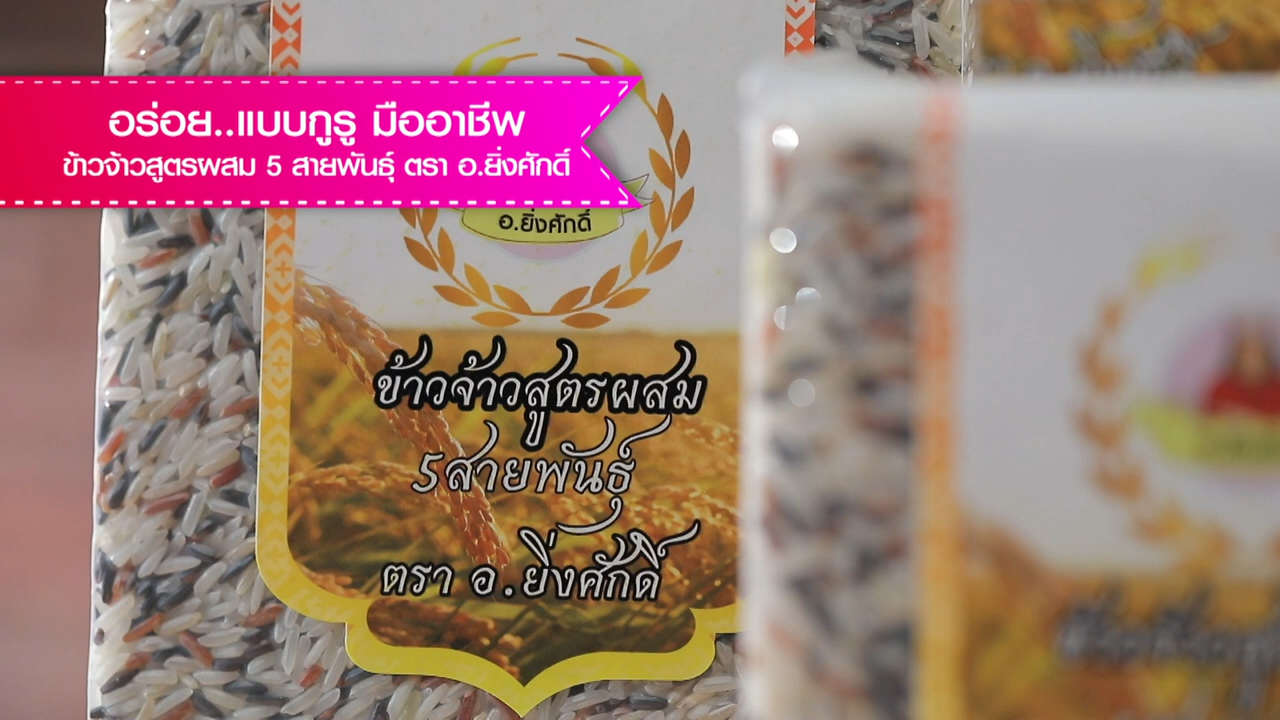 อร่อย..แบบกูรู มืออาชีพ
ข้าวจ้าวสูตรผสม 5 สายพันธุ์ ตรา อ.ยิ่งศักดิ์
อ.ยิ่งศักดิ์
ข้าวจ้าวสูตรผสม
5สายพันธุ์
ตรา อ.ยิ่งศักดิ์